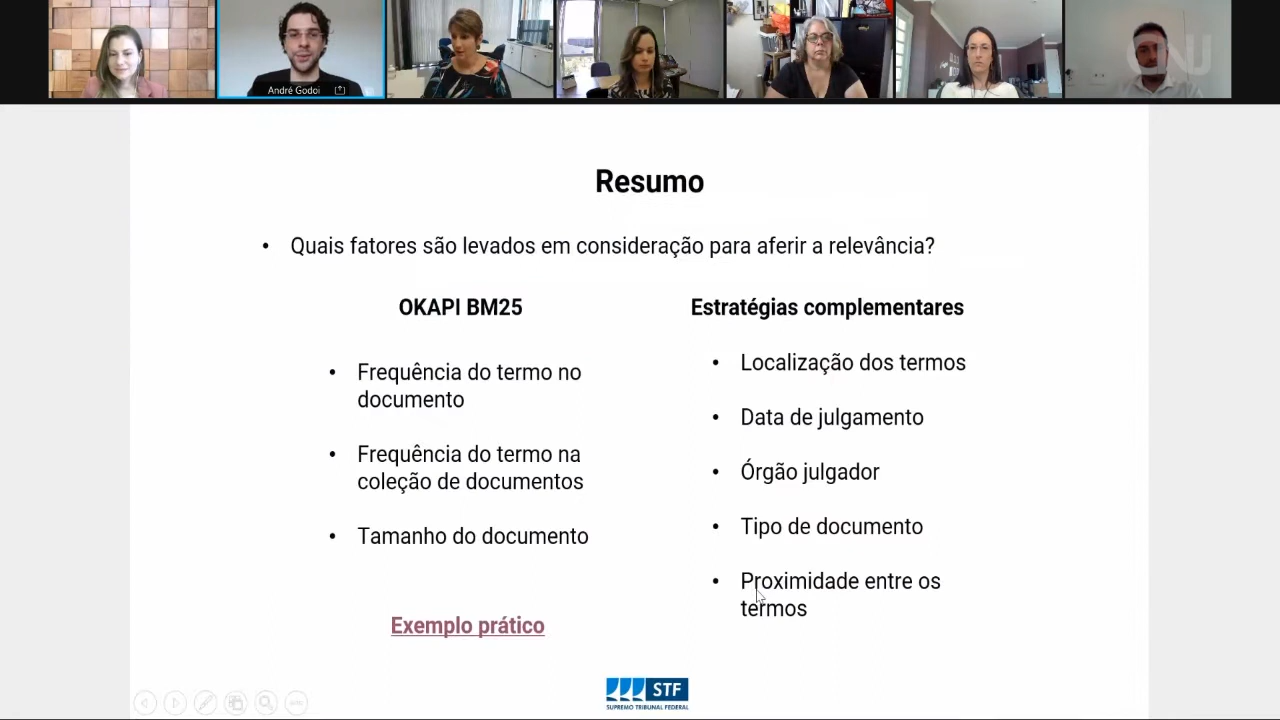 André Godoi
CNJ
Resumo
• Quais fatores são levados em consideração para aferir a relevância?
OKAPI BM25
• Frequência do termo no
documento
• Frequência do termo na
coleção de documentos
• Tamanho do documento
Exemplo prático
Estratégias complementares
• Localização dos termos
• Data de julgamento
• Órgão julgador
• Tipo de documento
• Proximidade entre os
termos
STF
SUPREMO TRIBUNAL FEDERAL